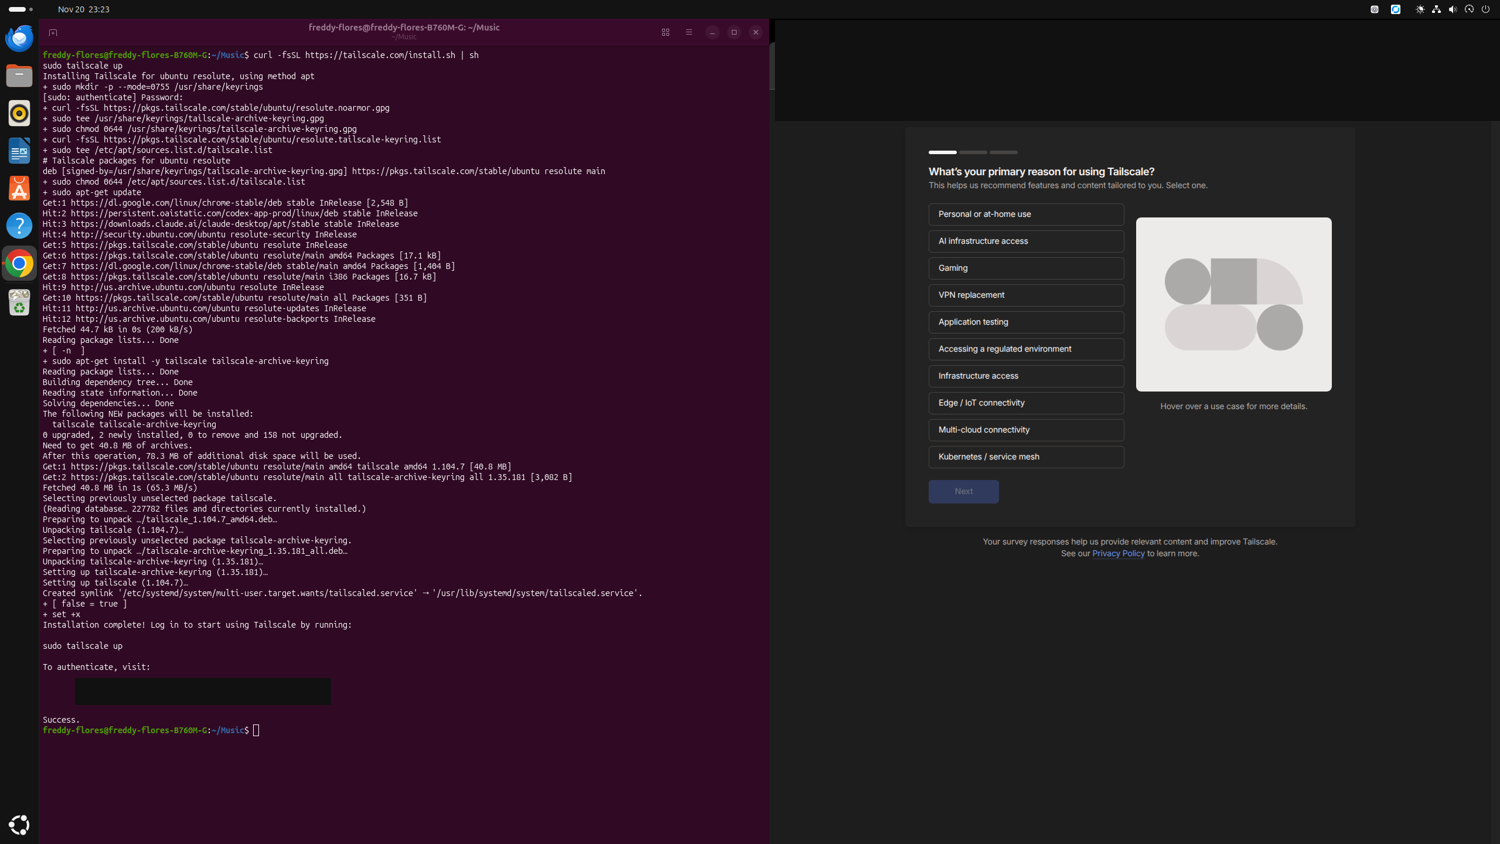 Nov 20 23:23
freddy-flores@freddy-flores-B760M-G: ~/Music
~/Music
freddy-flores@freddy-flores-B760M-G:~/Music$ curl -fsSL https://tailscale.com/install.sh | sh
sudo tailscale up
Installing Tailscale for ubuntu resolute, using method apt
+ sudo mkdir -p --mode=0755 /usr/share/keyrings
[sudo: authenticate] Password:
+ curl -fsSL https://pkgs.tailscale.com/stable/ubuntu/resolute.noarmor.gpg
+ sudo tee /usr/share/keyrings/tailscale-archive-keyring.gpg
+ sudo chmod 0644 /usr/share/keyrings/tailscale-archive-keyring.gpg
+ curl -fsSL https://pkgs.tailscale.com/stable/ubuntu/resolute.tailscale-keyring.list
+ sudo tee /etc/apt/sources.list.d/tailscale.list
# Tailscale packages for ubuntu resolute
deb [signed-by=/usr/share/keyrings/tailscale-archive-keyring.gpg] https://pkgs.tailscale.com/stable/ubuntu resolute main
+ sudo chmod 0644 /etc/apt/sources.list.d/tailscale.list
+ sudo apt-get update
Get:1 https://dl.google.com/linux/chrome-stable/deb stable InRelease [2,548 B]
Hit:2 https://persistent.oaistatic.com/codex-app-prod/linux/deb stable InRelease
Hit:3 https://downloads.claude.ai/claude-desktop/apt/stable stable InRelease
Hit:4 http://security.ubuntu.com/ubuntu resolute-security InRelease
Get:5 https://pkgs.tailscale.com/stable/ubuntu resolute InRelease
Get:6 https://pkgs.tailscale.com/stable/ubuntu resolute/main amd64 Packages [17.1 kB]
Get:7 https://dl.google.com/linux/chrome-stable/deb stable/main amd64 Packages [1,404 B]
Get:8 https://pkgs.tailscale.com/stable/ubuntu resolute/main i386 Packages [16.7 kB]
Hit:9 http://us.archive.ubuntu.com/ubuntu resolute InRelease
Get:10 https://pkgs.tailscale.com/stable/ubuntu resolute/main all Packages [351 B]
Hit:11 http://us.archive.ubuntu.com/ubuntu resolute-updates InRelease
Hit:12 http://us.archive.ubuntu.com/ubuntu resolute-backports InRelease
Fetched 44.7 kB in 0s (200 kB/s)
Reading package lists... Done
+ [ -n  ]
+ sudo apt-get install -y tailscale tailscale-archive-keyring
Reading package lists... Done
Building dependency tree... Done
Reading state information... Done
Solving dependencies... Done
The following NEW packages will be installed:
  tailscale tailscale-archive-keyring
0 upgraded, 2 newly installed, 0 to remove and 158 not upgraded.
Need to get 40.8 MB of archives.
After this operation, 78.3 MB of additional disk space will be used.
Get:1 https://pkgs.tailscale.com/stable/ubuntu resolute/main amd64 tailscale amd64 1.104.7 [40.8 MB]
Get:2 https://pkgs.tailscale.com/stable/ubuntu resolute/main all tailscale-archive-keyring all 1.35.181 [3,082 B]
Fetched 40.8 MB in 1s (65.3 MB/s)
Selecting previously unselected package tailscale.
(Reading database… 227782 files and directories currently installed.)
Preparing to unpack …/tailscale_1.104.7_amd64.deb…
Unpacking tailscale (1.104.7)…
Selecting previously unselected package tailscale-archive-keyring.
Preparing to unpack …/tailscale-archive-keyring_1.35.181_all.deb…
Unpacking tailscale-archive-keyring (1.35.181)…
Setting up tailscale-archive-keyring (1.35.181)…
Setting up tailscale (1.104.7)…
Created symlink '/etc/systemd/system/multi-user.target.wants/tailscaled.service' → '/usr/lib/systemd/system/tailscaled.service'.
+ [ false = true ]
+ set +x
Installation complete! Log in to start using Tailscale by running:
sudo tailscale up
To authenticate, visit:
Success.
freddy-flores@freddy-flores-B760M-G:~/Music$
What's your primary reason for using Tailscale?
This helps us recommend features and content tailored to you. Select one.
Personal or at-home use
AI infrastructure access
Gaming
VPN replacement
Application testing
Accessing a regulated environment
Infrastructure access
Edge / IoT connectivity
Multi-cloud connectivity
Kubernetes / service mesh
Hover over a use case for more details.
Next
Your survey responses help us provide relevant content and improve Tailscale.
See our Privacy Policy to learn more.